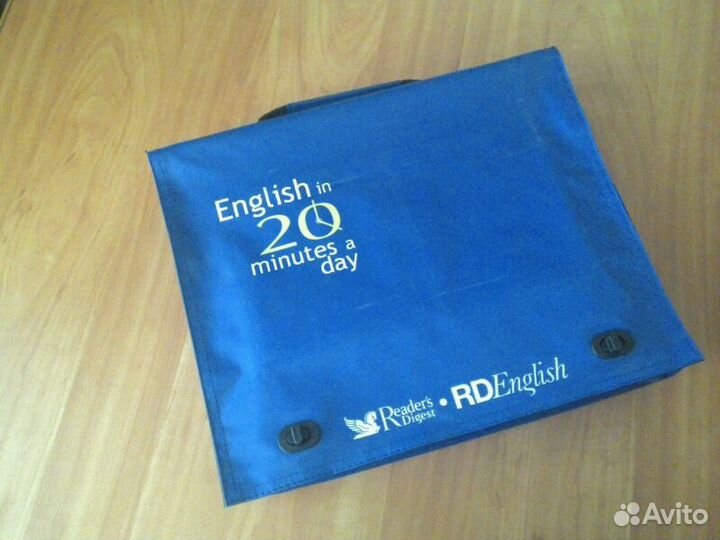 English in
20
minutes a
day
Reader's
Digest
• RDEnglish
Avito